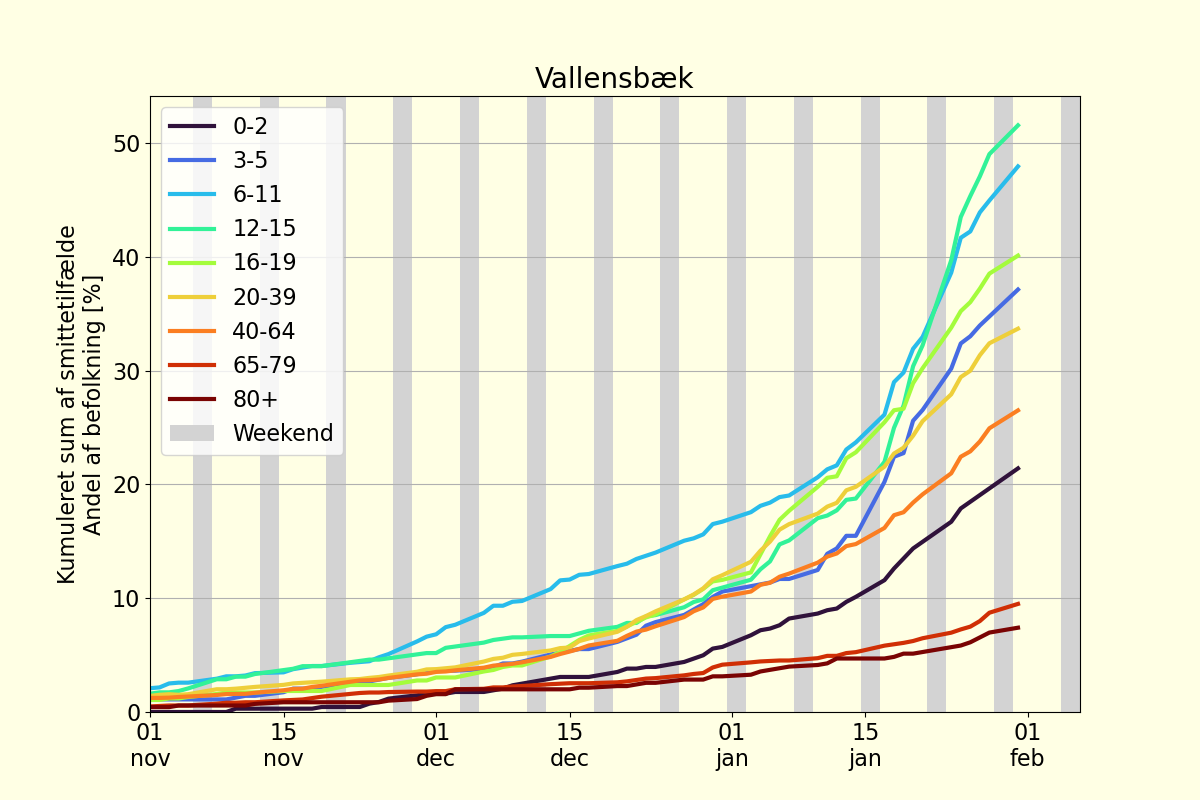 Vallensbæk
Kumuleret sum af smittetilfælde
Andel af befolkning [%]
50
40
30
20
10
0
0-2
3-5
6-11
12-15
16-19
20-39
40-64
65-79
80+
Weekend
01 15 01 15 01 15 01
nov nov dec dec jan jan feb